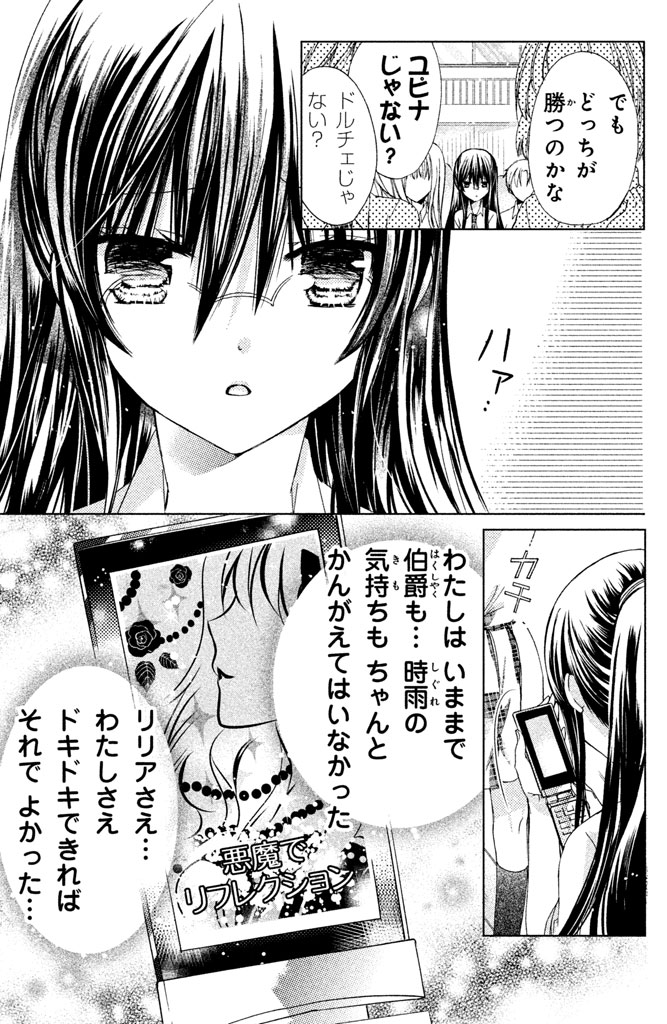 でも
どっちが
勝つのかな
ユピナ
じゃない?
ドルチェじゃ
ない?
ハァ…
カチ
わたしは いままで
伯爵も… 時雨の
気持ちも ちゃんと
かんがえてはいなかった
悪魔で
リフレクション
リリアさえ…
わたしさえ
ドキドキできれば
それで よかった…